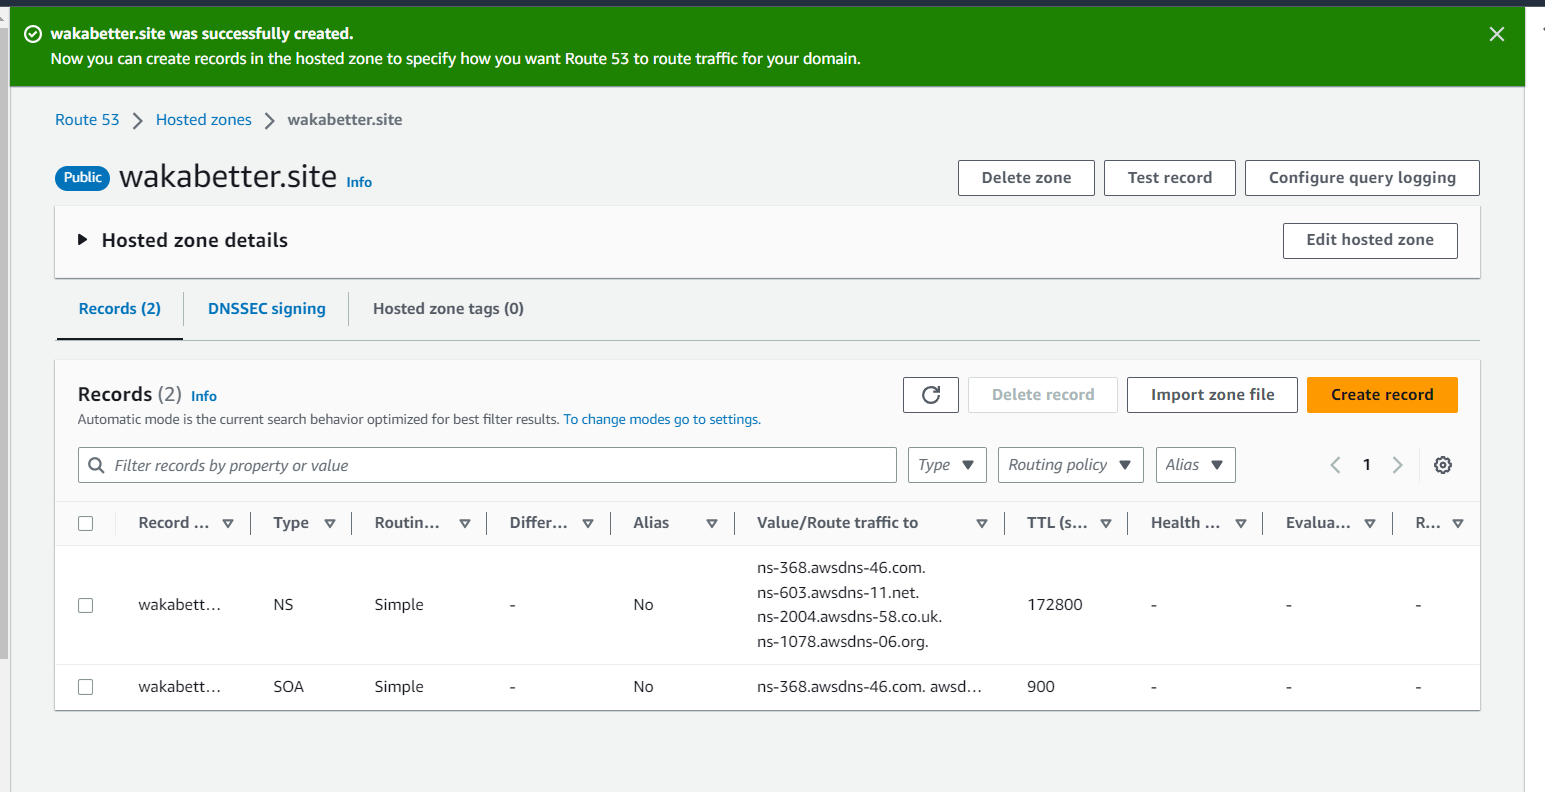 wakabetter.site was successfully created.
Now you can create records in the hosted zone to specify how you want Route 53 to route traffic for your domain.
Route 53 Hosted zones wakabetter.site
Public wakabetter.site Info
Delete zone Test record Configure query logging
Hosted zone details
Edit hosted zone
Records (2) DNSSEC signing Hosted zone tags (0)
Records (2) Info
Delete record Import zone file Create record
Automatic mode is the current search behavior optimized for best filter results. To change modes go to settings.
Filter records by property or value Type Routing policy Alias 1
Record ... Type Routin... Differ... Alias Value/Route traffic to TTL (s... Health ... Evalua... R...
wakabett... NS Simple - No ns-368.awsdns-46.com.
ns-603.awsdns-11.net.
ns-2004.awsdns-58.co.uk.
ns-1078.awsdns-06.org.
172800 - - -
wakabett... SOA Simple - No ns-368.awsdns-46.com. awsd... 900 - - -